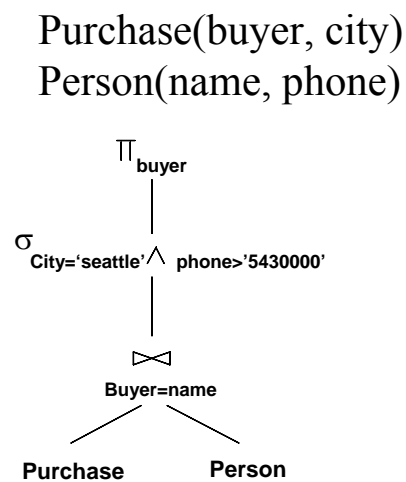 Purchase(buyer, city)
Person(name, phone)
∏ buyer
σ City=‘seattle’ ∧ phone>’5430000’
⋈
Buyer=name
Purchase Person